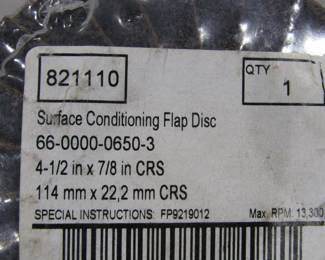 821110
QTY
1
Surface Conditioning Flap Disc
66-0000-0650-3
4-1/2 in x 7/8 in CRS
114 mm x 22,2 mm CRS
SPECIAL INSTRUCTIONS: FP9219012 Max. RPM: 13,300